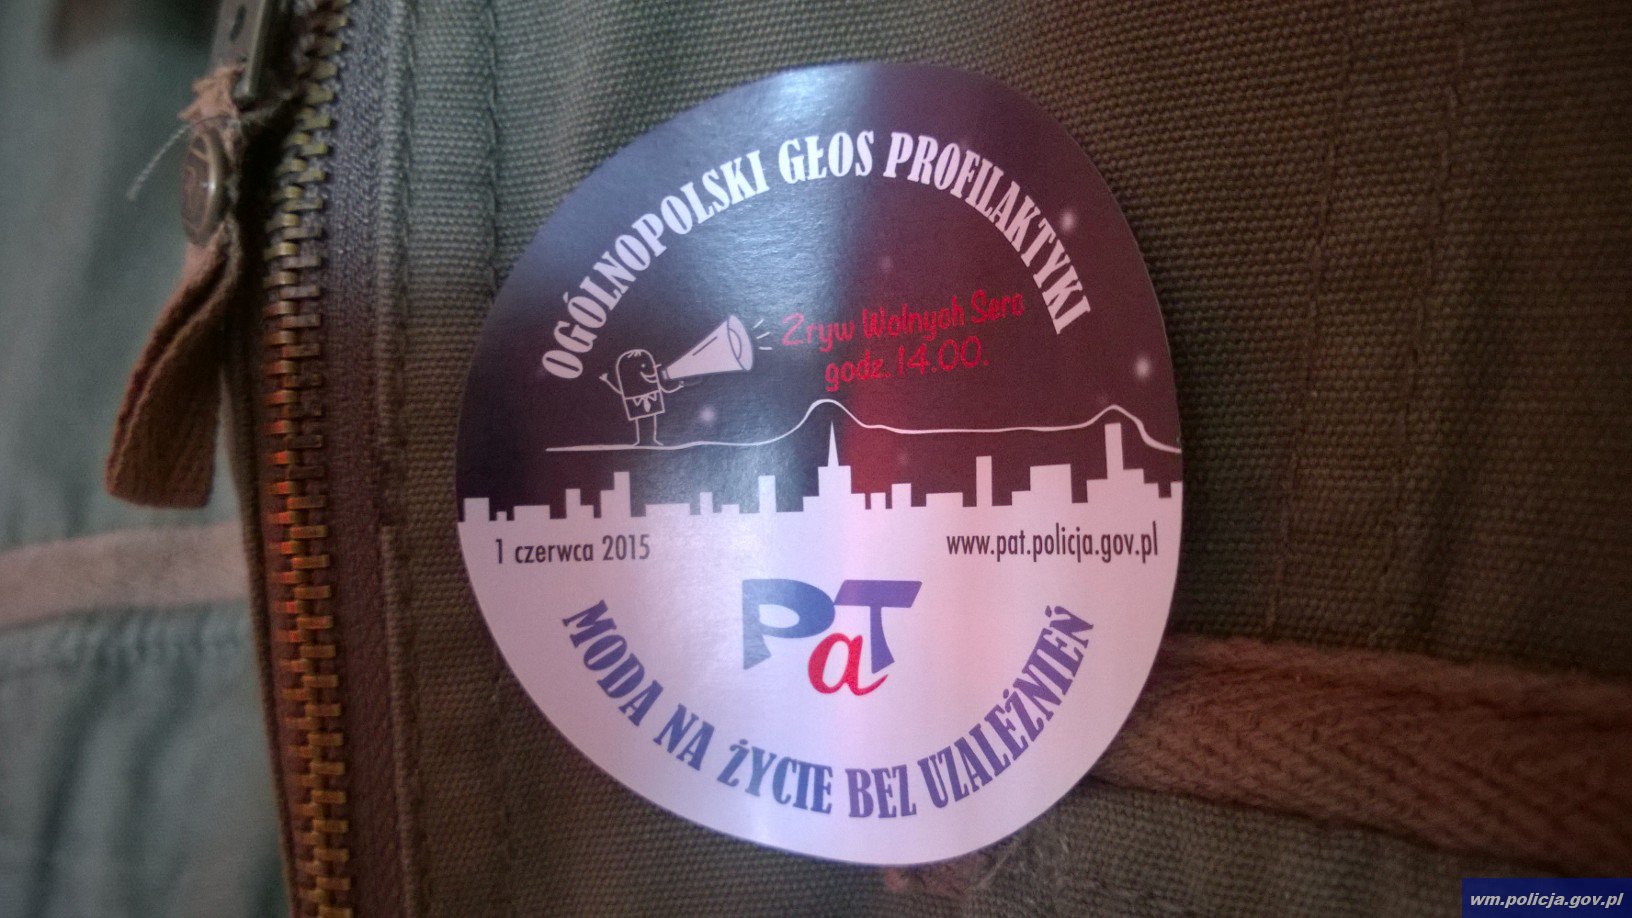 OGÓLNOPOLSKI GŁOS PROFILAKTYKI
Zryw Wolnych Serc
godz. 14.00.
1 czerwca 2015
www.pat.policja.gov.pl
PaT
MODA NA ŻYCIE BEZ UZALEŻNIEŃ
wm.policja.gov.pl